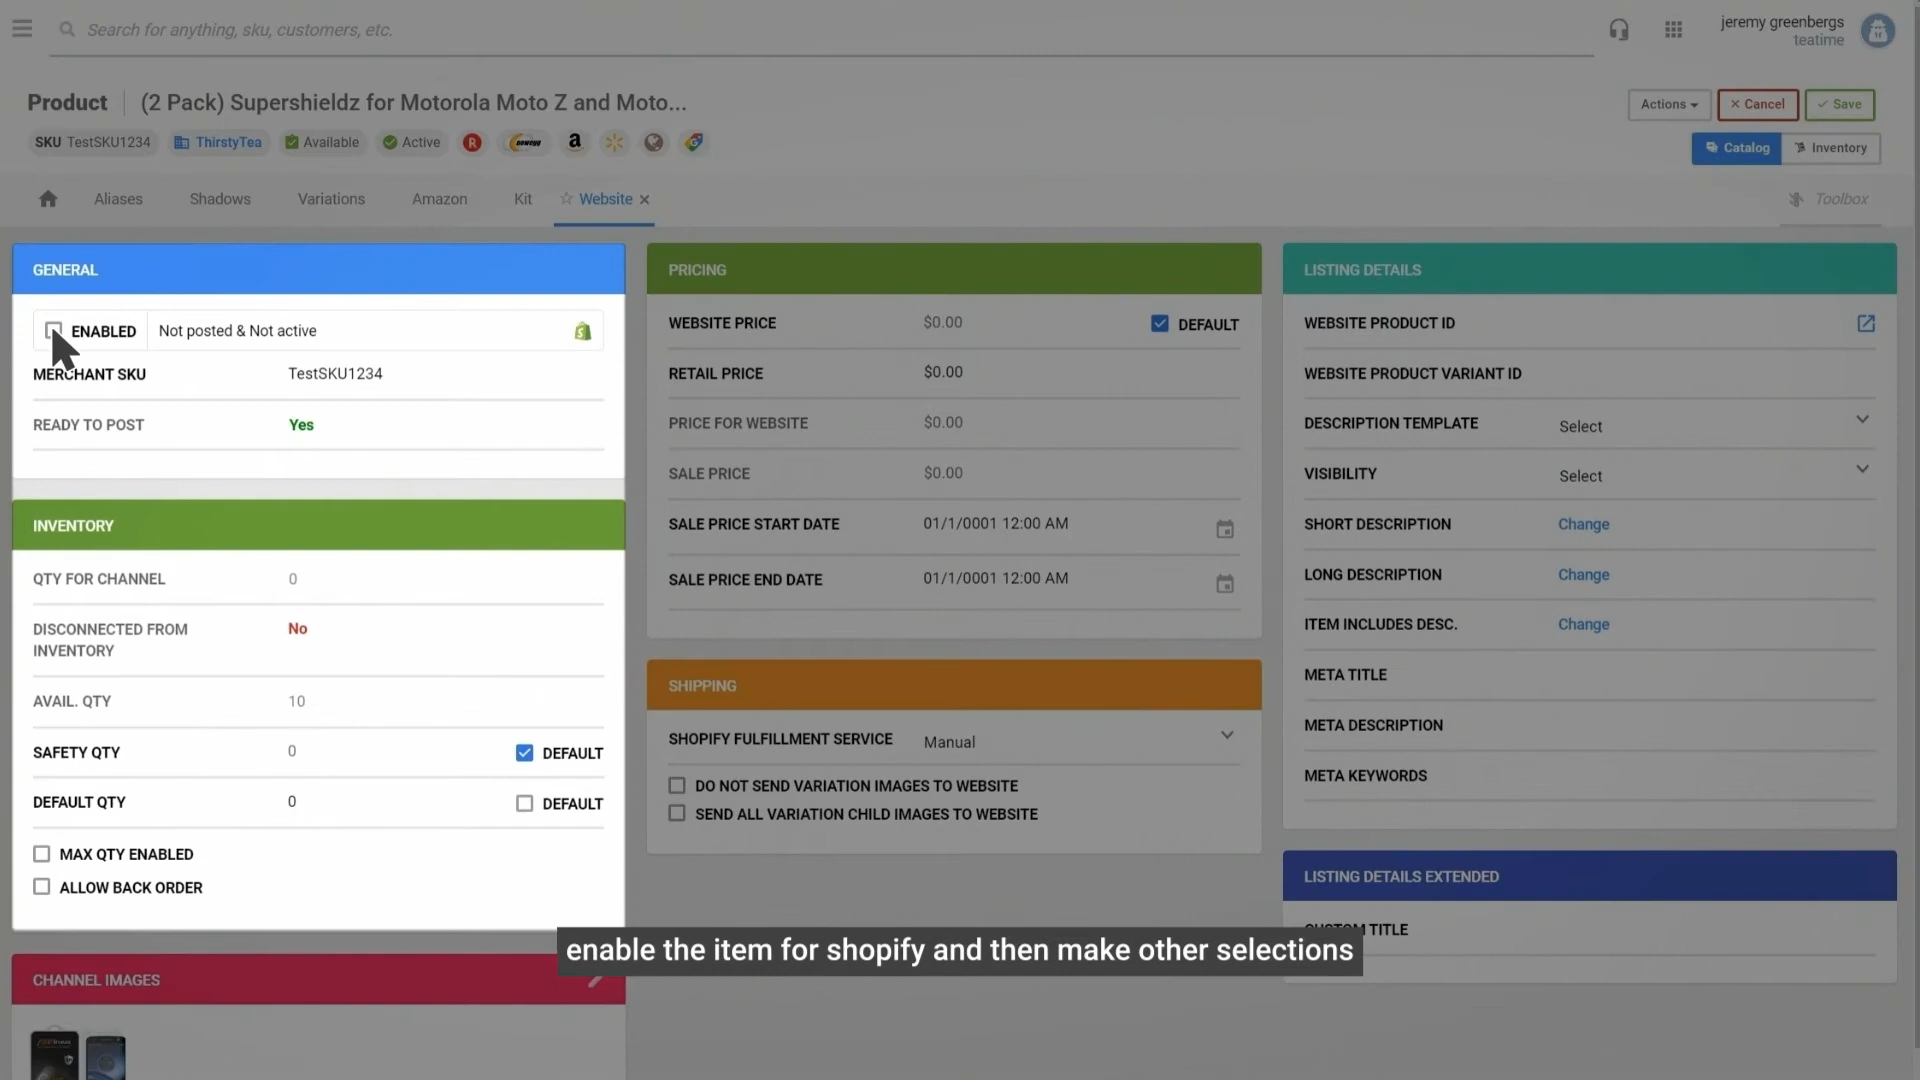 Search for anything, sku, customers, etc.
jeremy greenbergs
teatime
Product
(2 Pack) Supershieldz for Motorola Moto Z and Moto...
Actions
Cancel
Save
SKU TestSKU1234
ThirstyTea
Available
Active
R
newegg
a
Catalog
Inventory
Aliases
Shadows
Variations
Amazon
Kit
Website
Toolbox
GENERAL
ENABLED
Not posted & Not active
MERCHANT SKU
TestSKU1234
READY TO POST
Yes
INVENTORY
QTY FOR CHANNEL
0
DISCONNECTED FROM
INVENTORY
No
AVAIL. QTY
10
SAFETY QTY
0
DEFAULT
DEFAULT QTY
0
DEFAULT
MAX QTY ENABLED
ALLOW BACK ORDER
CHANNEL IMAGES
PRICING
WEBSITE PRICE
$0.00
DEFAULT
RETAIL PRICE
$0.00
PRICE FOR WEBSITE
$0.00
SALE PRICE
$0.00
SALE PRICE START DATE
01/1/0001 12:00 AM
SALE PRICE END DATE
01/1/0001 12:00 AM
SHIPPING
SHOPIFY FULFILLMENT SERVICE
Manual
DO NOT SEND VARIATION IMAGES TO WEBSITE
SEND ALL VARIATION CHILD IMAGES TO WEBSITE
LISTING DETAILS
WEBSITE PRODUCT ID
WEBSITE PRODUCT VARIANT ID
DESCRIPTION TEMPLATE
Select
VISIBILITY
Select
SHORT DESCRIPTION
Change
LONG DESCRIPTION
Change
ITEM INCLUDES DESC.
Change
META TITLE
META DESCRIPTION
META KEYWORDS
LISTING DETAILS EXTENDED
CUSTOM TITLE
enable the item for shopify and then make other selections